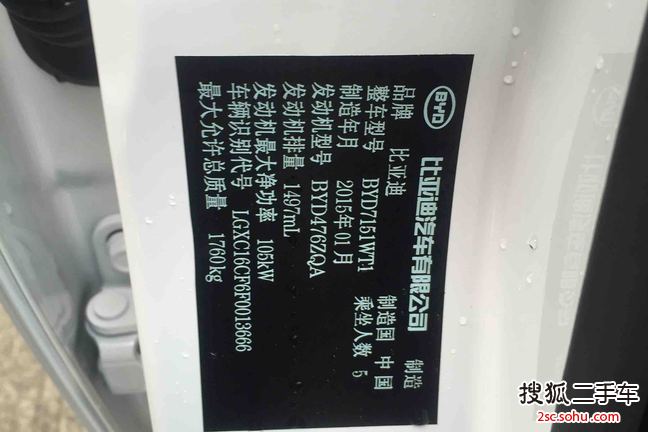 BYD 比亚迪汽车有限公司 制造
品牌 比亚迪 制造国 中国
整车型号 BYD7151WT1 乘坐人数 5
制造年月 2015年01月
发动机型号 BYD476ZQA
发动机排量 1497mL
发动机最大净功率 105kW
车辆识别代号 LGXC16CF6F0013666
最大允许总质量 1760kg
搜狐二手车
2sc.sohu.com